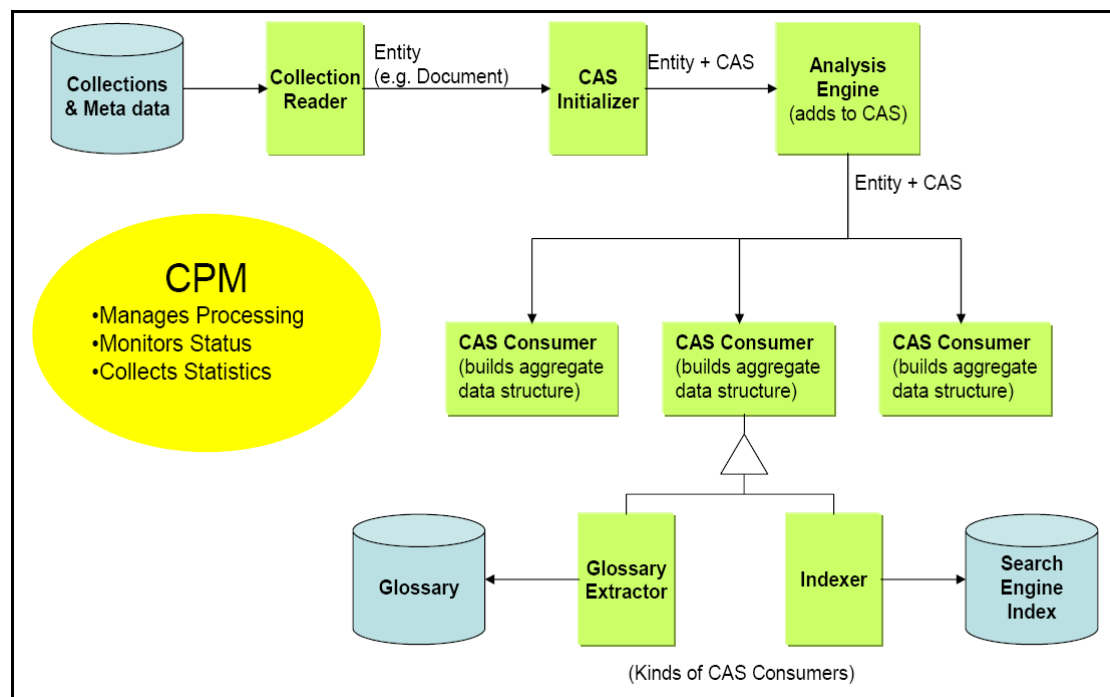 Collections
& Meta data
Collection
Reader
Entity
(e.g. Document)
CAS
Initializer
Entity + CAS
Analysis
Engine
(adds to CAS)
Entity + CAS
CPM
•Manages Processing
•Monitors Status
•Collects Statistics
CAS Consumer
(builds aggregate
data structure)
CAS Consumer
(builds aggregate
data structure)
CAS Consumer
(builds aggregate
data structure)
Glossary
Glossary
Extractor
Indexer
Search
Engine
Index
(Kinds of CAS Consumers)